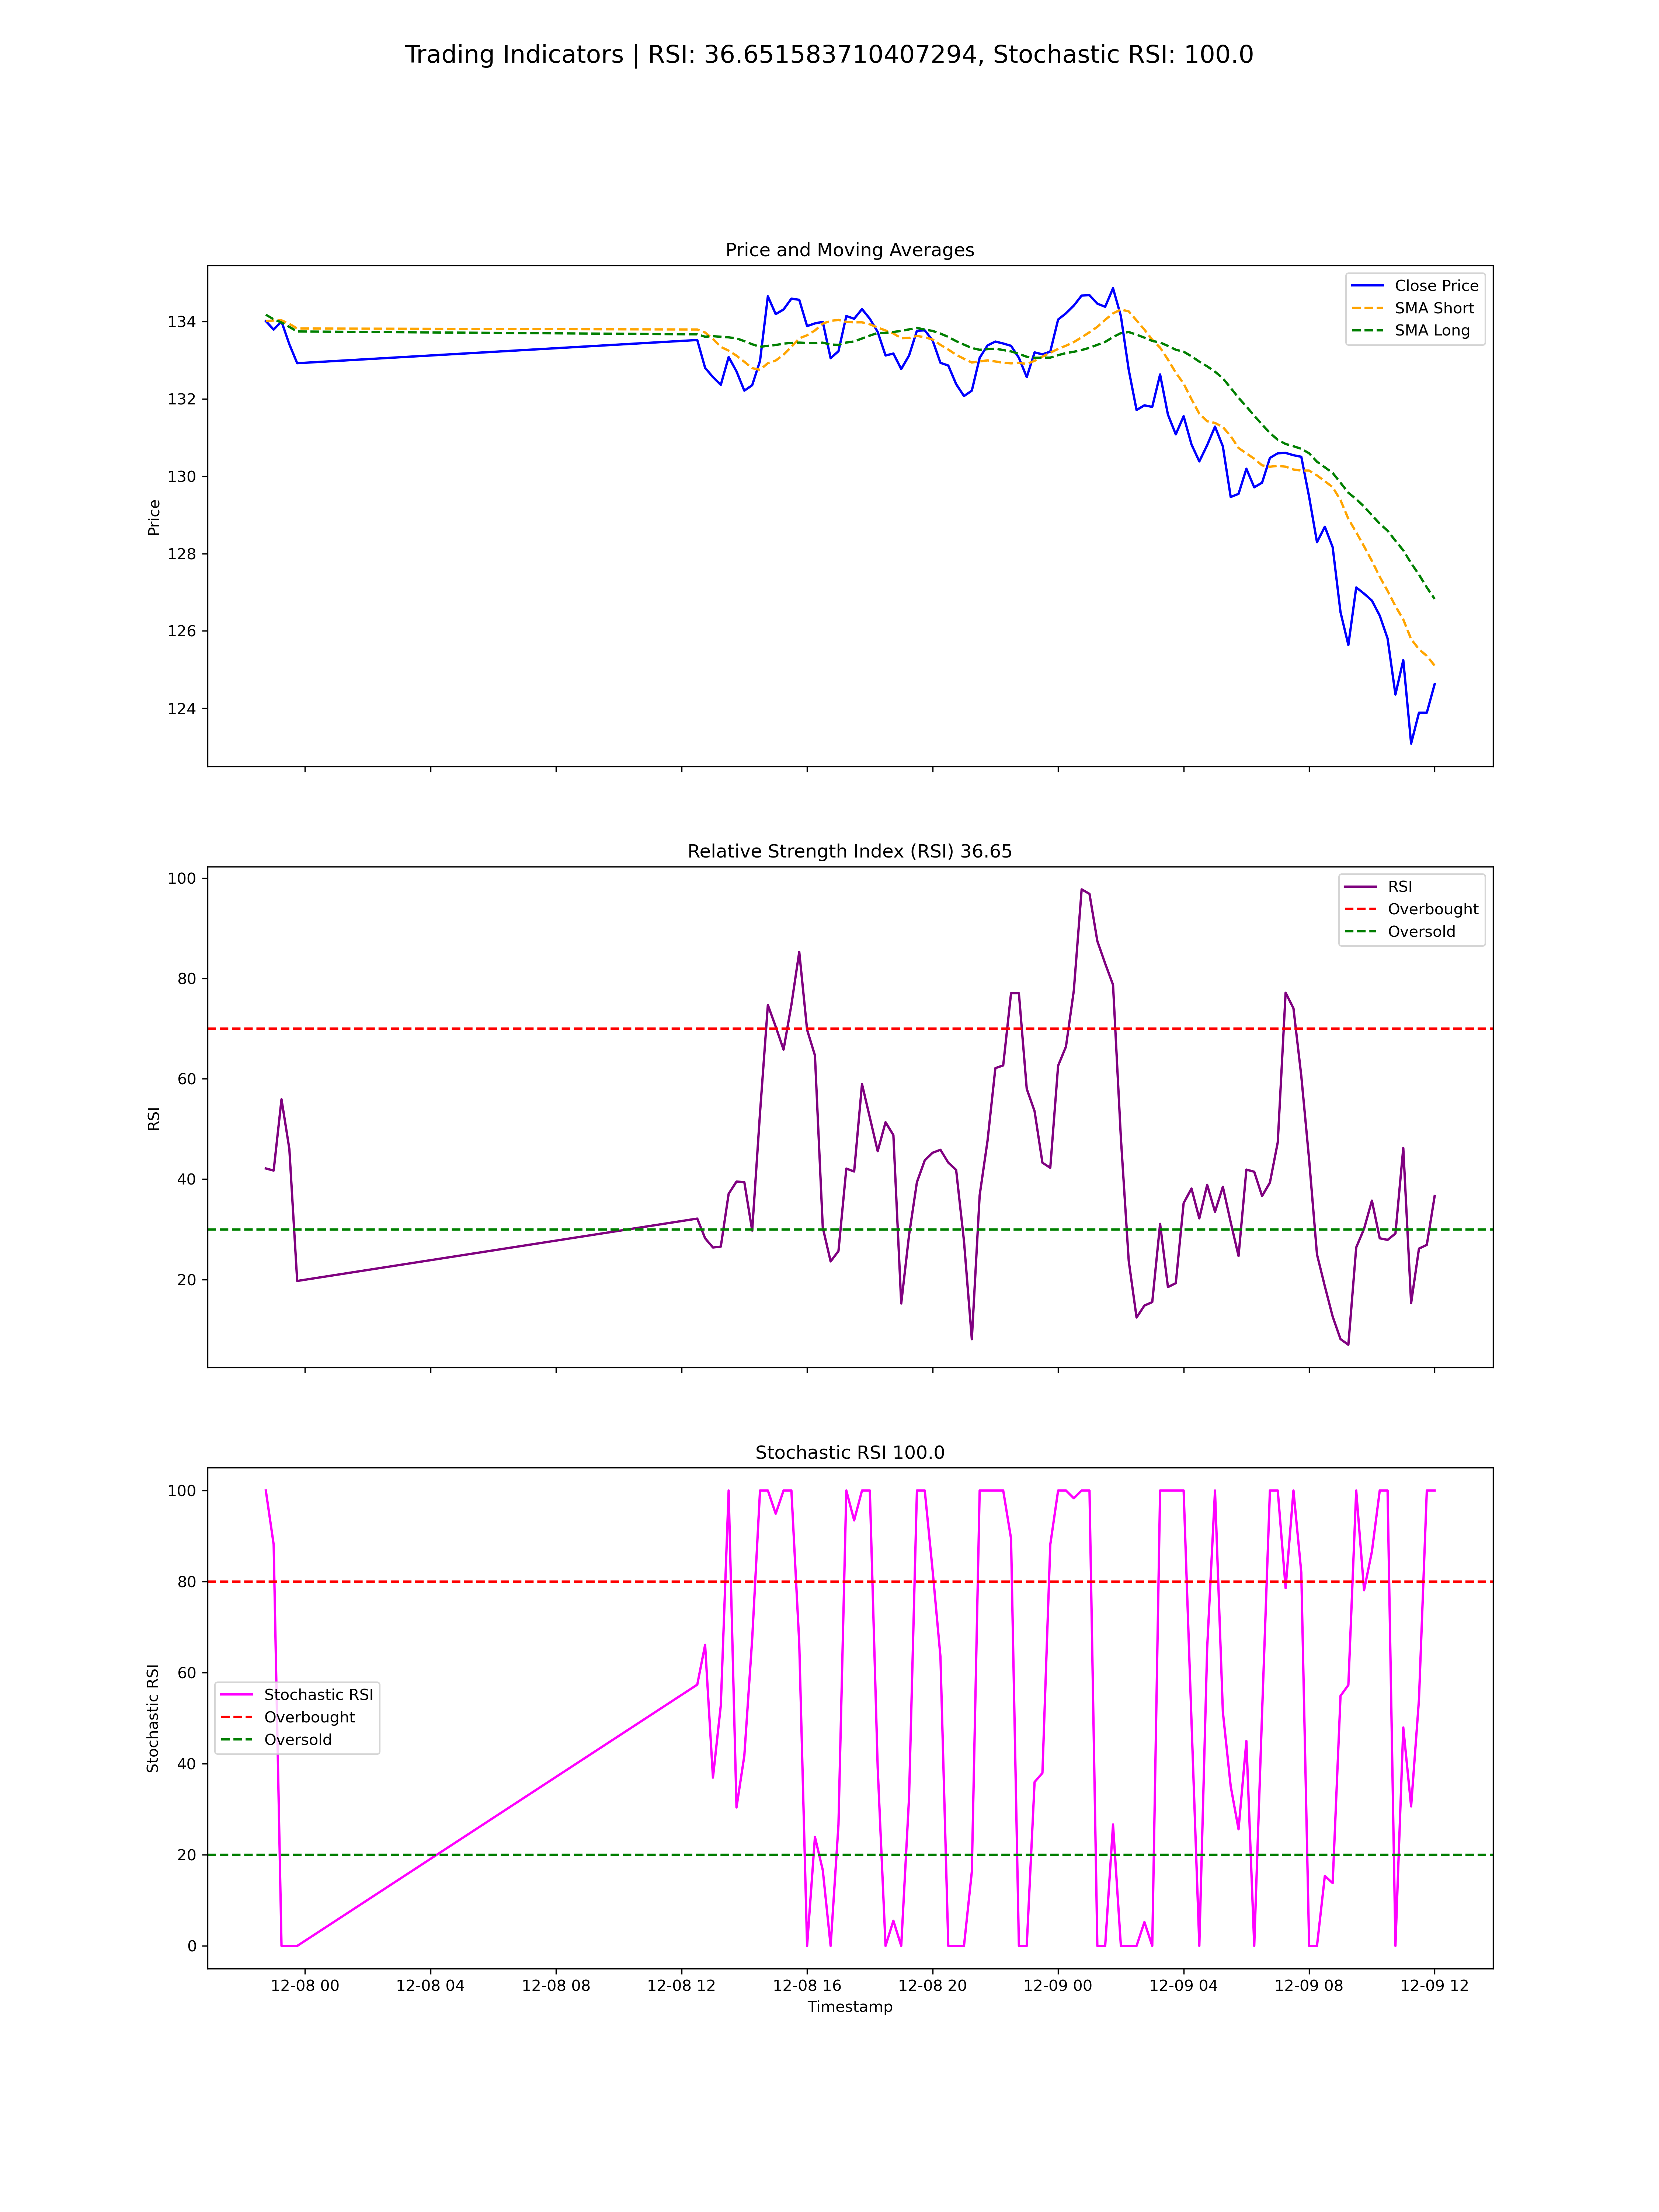 Trading Indicators | RSI: 36.651583710407294, Stochastic RSI: 100.0
Price and Moving Averages
Close Price
SMA Short
SMA Long
Price
134
132
130
128
126
124
Relative Strength Index (RSI) 36.65
RSI
Overbought
Oversold
RSI
100
80
60
40
20
Stochastic RSI 100.0
Stochastic RSI
Overbought
Oversold
Stochastic RSI
100
80
60
40
20
0
12-08 00 12-08 04 12-08 08 12-08 12 12-08 16 12-08 20 12-09 00 12-09 04 12-09 08 12-09 12
Timestamp